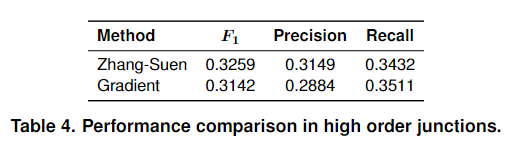 Method F₁ Precision Recall
Zhang-Suen 0.3259 0.3149 0.3432
Gradient 0.3142 0.2884 0.3511
Table 4. Performance comparison in high order junctions.